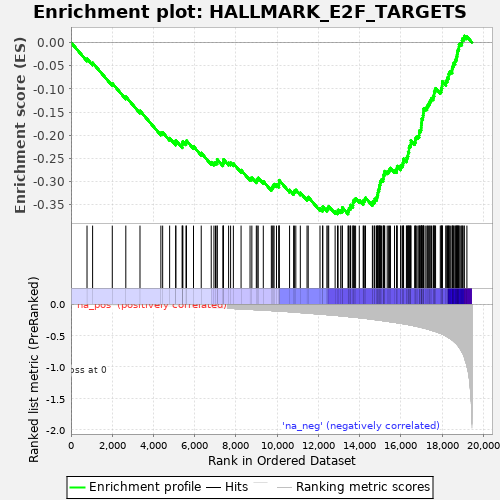 Enrichment plot: HALLMARK_E2F_TARGETS
Enrichment score (ES)
0.00
-0.05
-0.10
-0.15
-0.20
-0.25
-0.30
-0.35
Ranked list metric (PreRanked)
'na_pos' (positively correlated)
0.0
-0.5
-1.0
-1.5
-2.0
'na_neg' (negatively correlated)
0
2,000
4,000
6,000
8,000
10,000
12,000
14,000
16,000
18,000
20,000
Rank in Ordered Dataset
Enrichment profile
Hits
Ranking metric scores